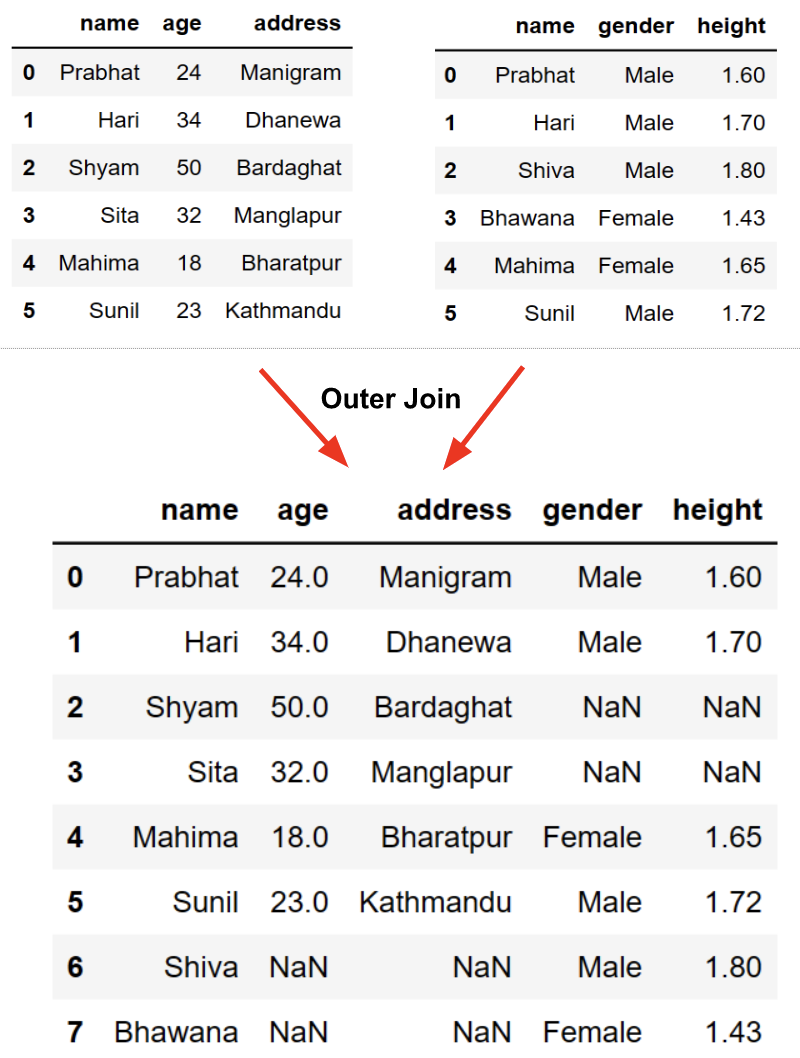 name age address
0 Prabhat 24 Manigram
1 Hari 34 Dhanewa
2 Shyam 50 Bardaghat
3 Sita 32 Manglapur
4 Mahima 18 Bharatpur
5 Sunil 23 Kathmandu
name gender height
0 Prabhat Male 1.60
1 Hari Male 1.70
2 Shiva Male 1.80
3 Bhawana Female 1.43
4 Mahima Female 1.65
5 Sunil Male 1.72
Outer Join
name age address gender height
0 Prabhat 24.0 Manigram Male 1.60
1 Hari 34.0 Dhanewa Male 1.70
2 Shyam 50.0 Bardaghat NaN NaN
3 Sita 32.0 Manglapur NaN NaN
4 Mahima 18.0 Bharatpur Female 1.65
5 Sunil 23.0 Kathmandu Male 1.72
6 Shiva NaN NaN Male 1.80
7 Bhawana NaN NaN Female 1.43